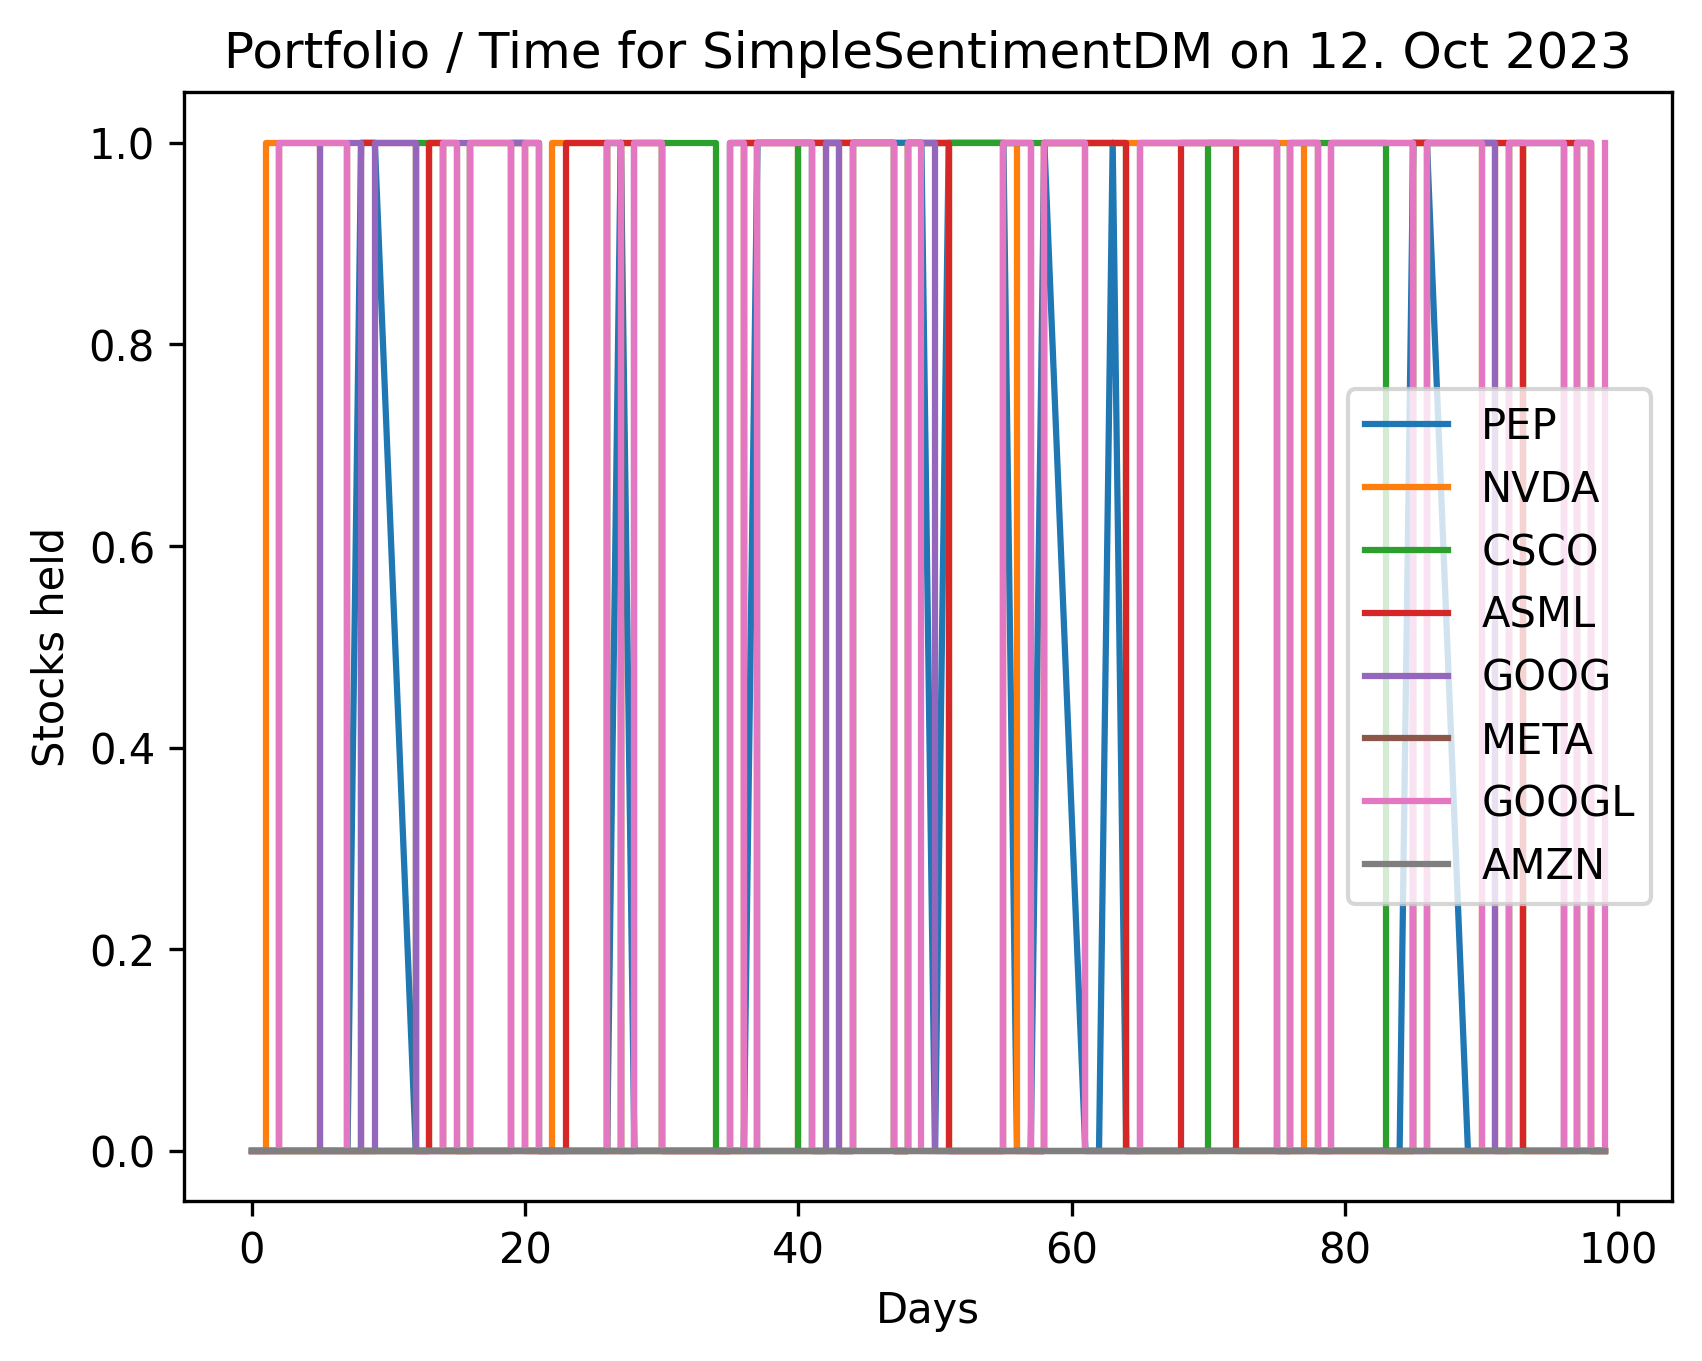 Portfolio / Time for SimpleSentimentDM on 12. Oct 2023
1.0
0.8
0.6
0.4
0.2
0.0
Stocks held
PEP
NVDA
CSCO
ASML
GOOG
META
GOOGL
AMZN
0 20 40 60 80 100
Days